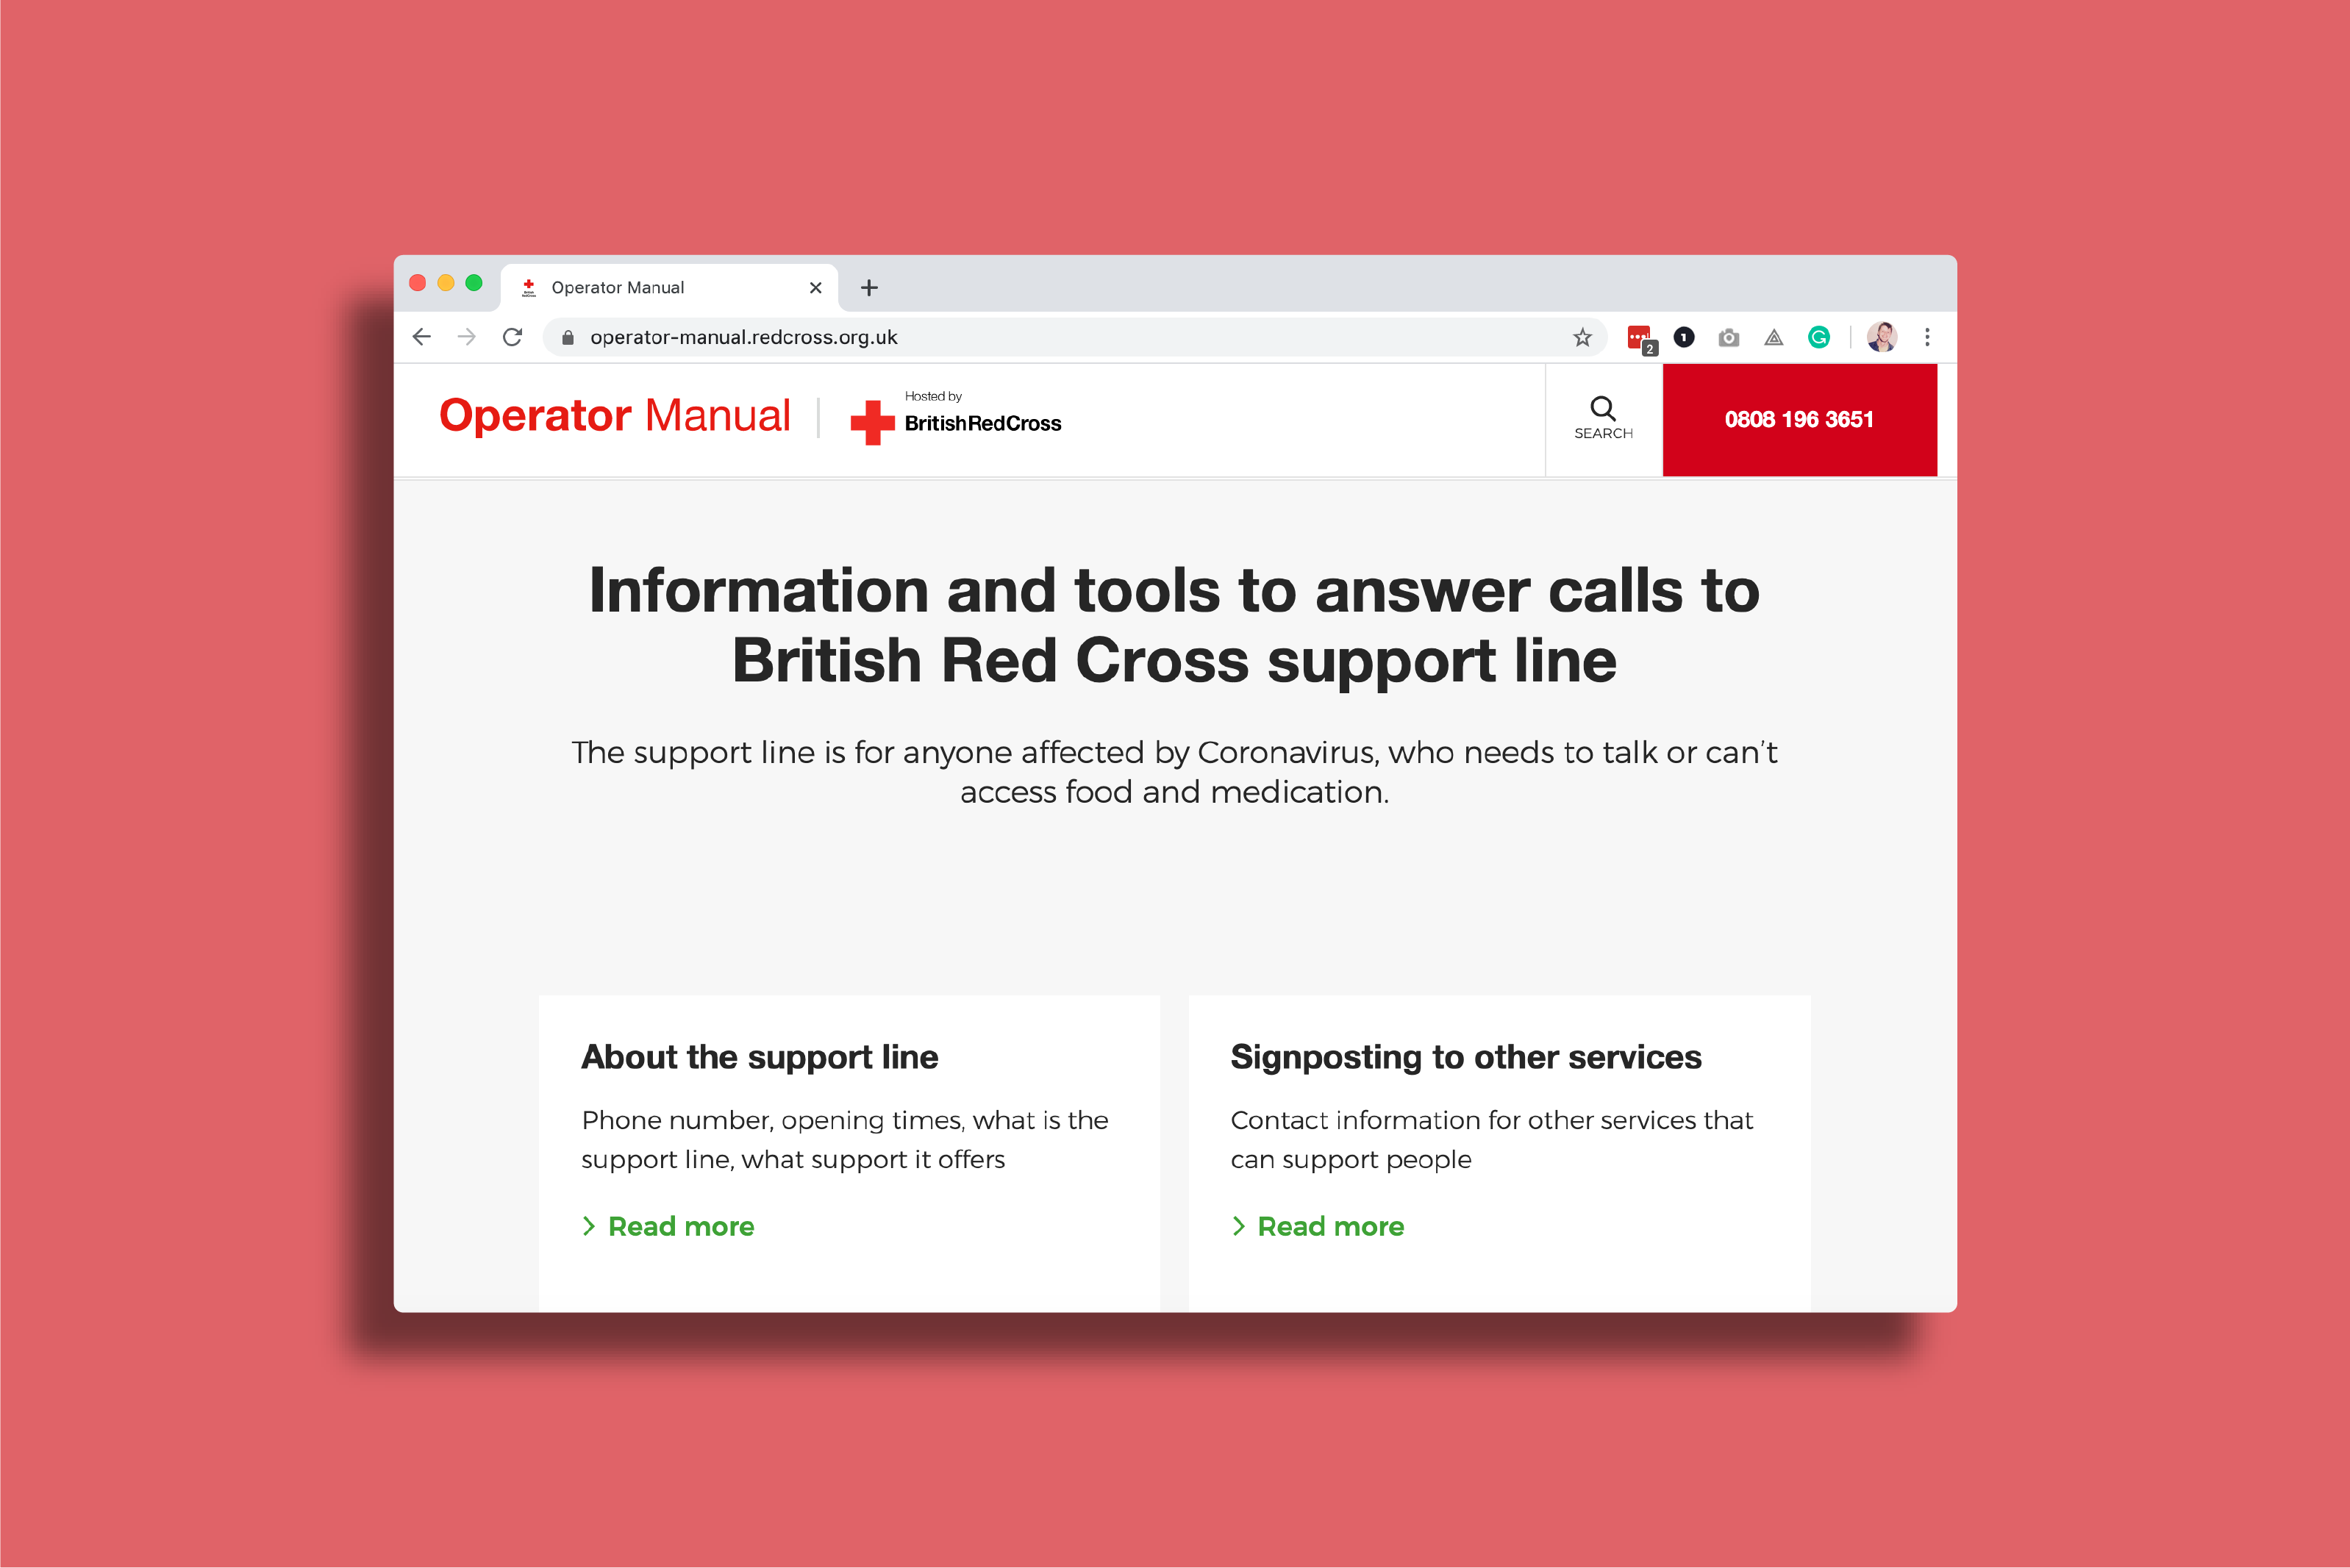 Operator Manual
operator-manual.redcross.org.uk
2
1
Operator Manual
Hosted by
BritishRedCross
SEARCH
0808 196 3651
Information and tools to answer calls to
British Red Cross support line
The support line is for anyone affected by Coronavirus, who needs to talk or can’t
access food and medication.
About the support line
Phone number, opening times, what is the
support line, what support it offers
Read more
Signposting to other services
Contact information for other services that
can support people
Read more